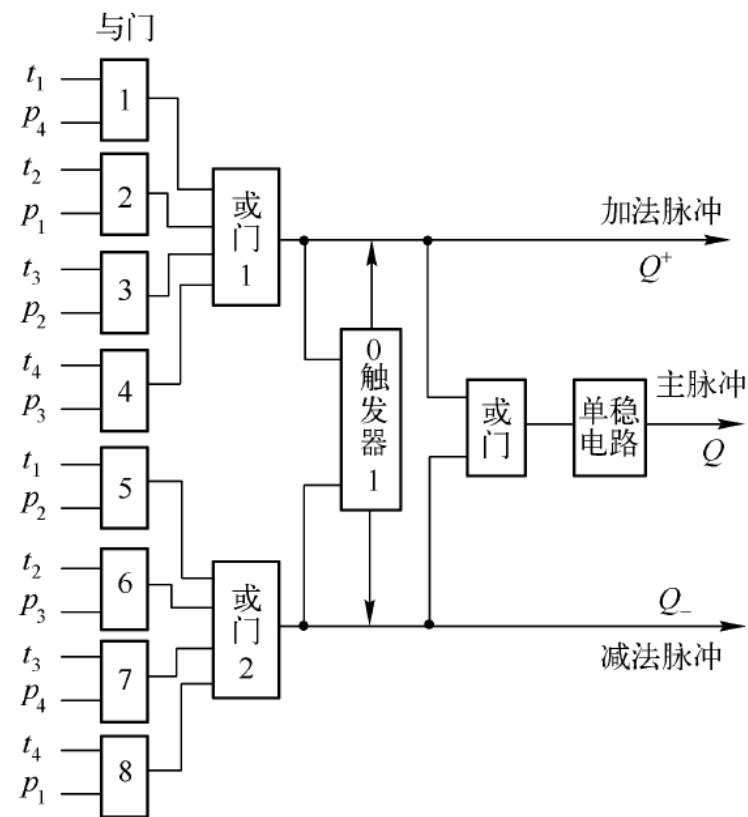 与门
t₁
p₄
1
t₂
p₁
2
t₃
p₂
3
t₄
p₃
4
或门1
加法脉冲
Q⁺
0触发器1
或门
单稳电路
主脉冲
Q
t₁
p₂
5
t₂
p₃
6
t₃
p₄
7
t₄
p₁
8
或门2
Q₋
减法脉冲